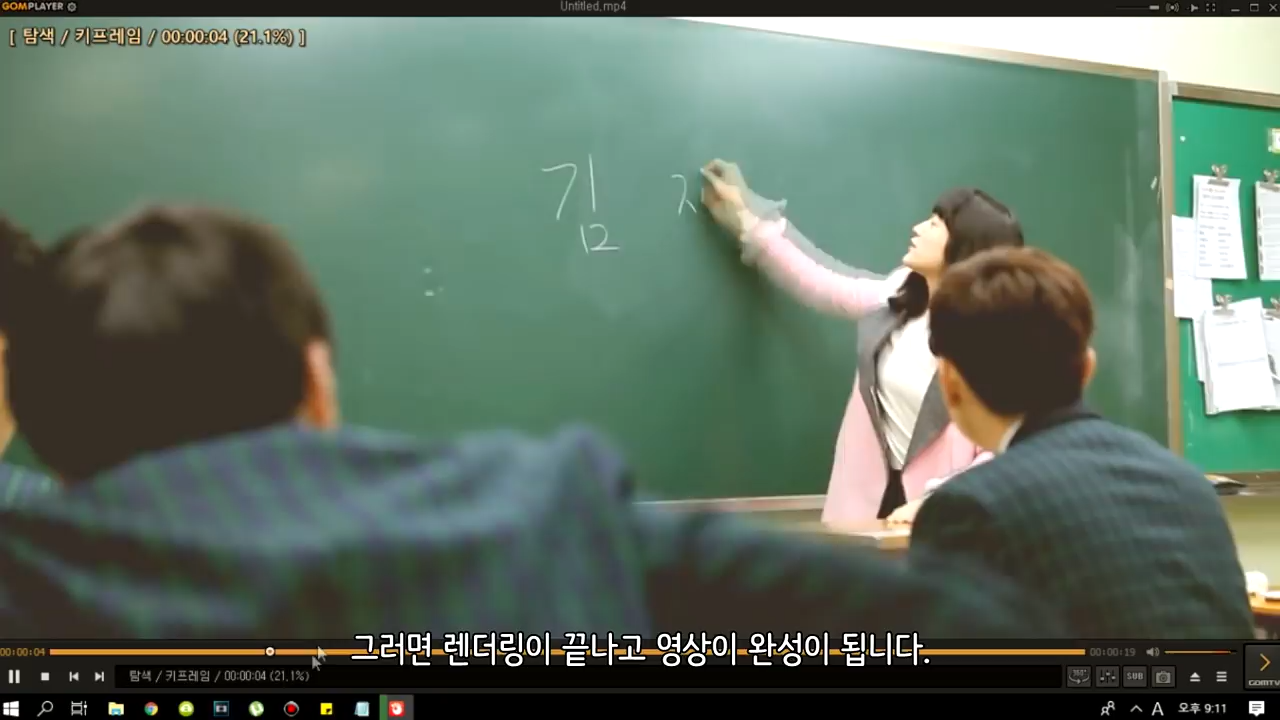 GOMPLAYER
Untitled.mp4
[ 탐색 / 키프레임 / 00:00:04 (21.1%) ]
김
그러면 렌더링이 끝나고 영상이 완성이 됩니다.
00:00:04
00:00:19
탐색 / 키프레임 / 00:00:04 (21.1%)
360°
SUB
GOMTV
A
오후 9:11